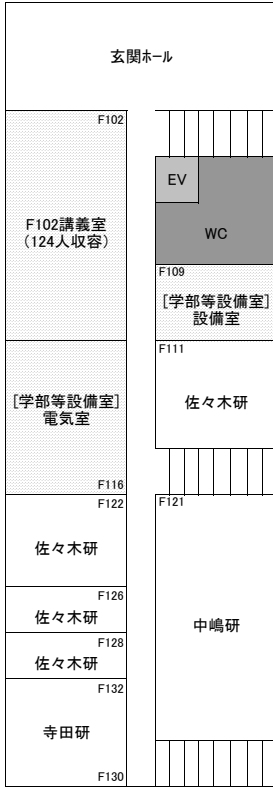 玄関ホール
F102
F102講義室
（124人収容）
EV
WC
F109
[学部等設備室]
設備室
F111
佐々木研
[学部等設備室]
電気室
F116
F122
佐々木研
F121
中嶋研
F126
佐々木研
F128
佐々木研
F132
寺田研
F130